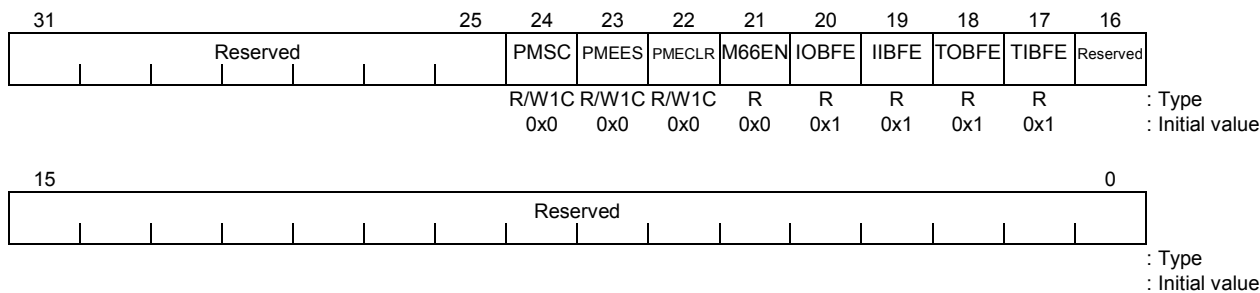 31 25 24 23 22 21 20 19 18 17 16
Reserved PMSC PMEES PMECLR M66EN IOBFE IIBFE TOBFE TIBFE Reserved
R/W1C R/W1C R/W1C R R R R R : Type
0x0 0x0 0x0 0x0 0x1 0x1 0x1 0x1 : Initial value
15 0
Reserved
: Type
: Initial value